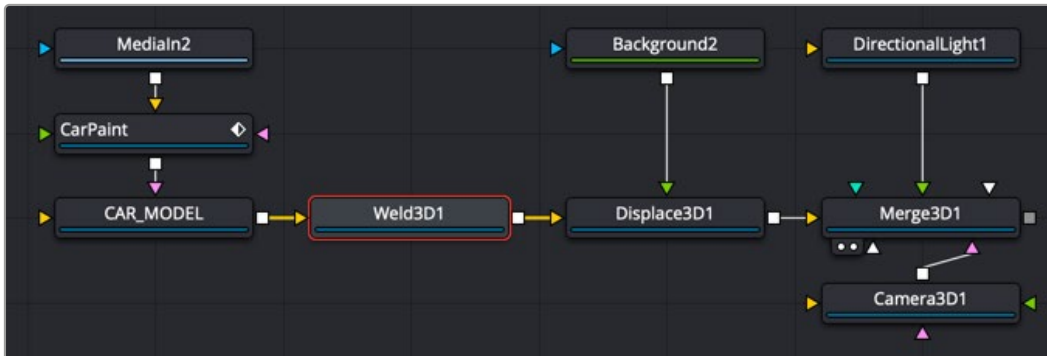 MediaIn2
Background2
DirectionalLight1
CarPaint
CAR_MODEL
Weld3D1
Displace3D1
Merge3D1
Camera3D1